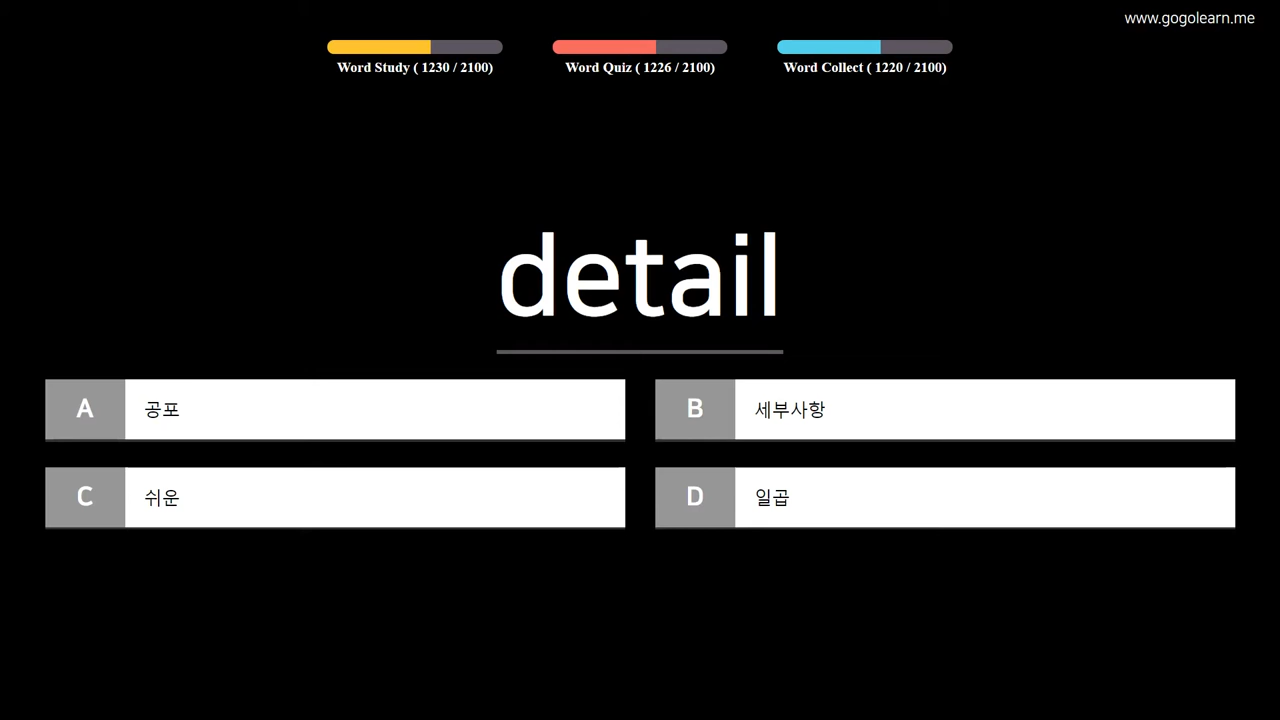 www.gogolearn.me
Word Study ( 1230 / 2100)
Word Quiz ( 1226 / 2100)
Word Collect ( 1220 / 2100)
detail
A 공포
B 세부사항
C 쉬운
D 일곱